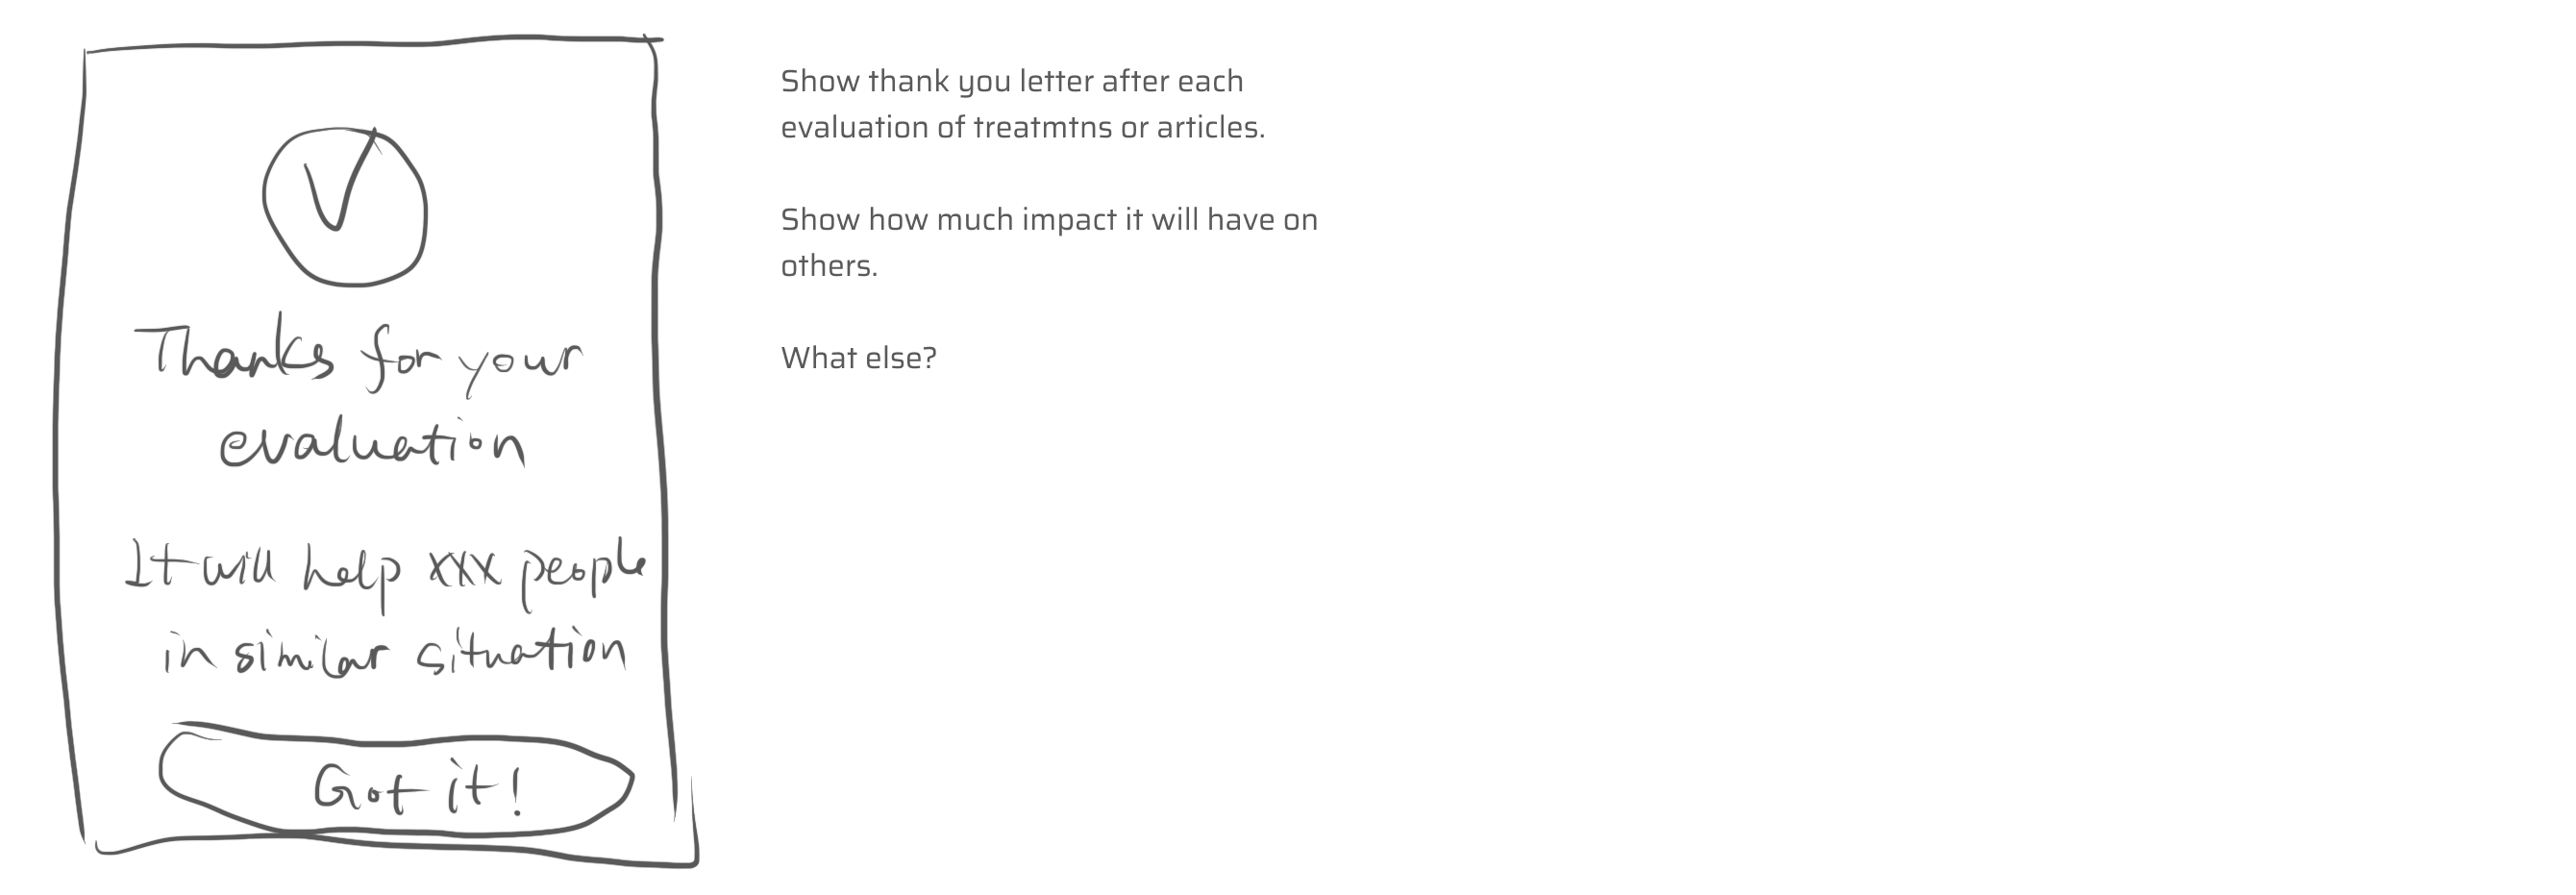 Thanks for your
evaluation
It will help xxx people
in similar situation
Got it!
Show thank you letter after each
evaluation of treatmtns or articles.
Show how much impact it will have on
others.
What else?